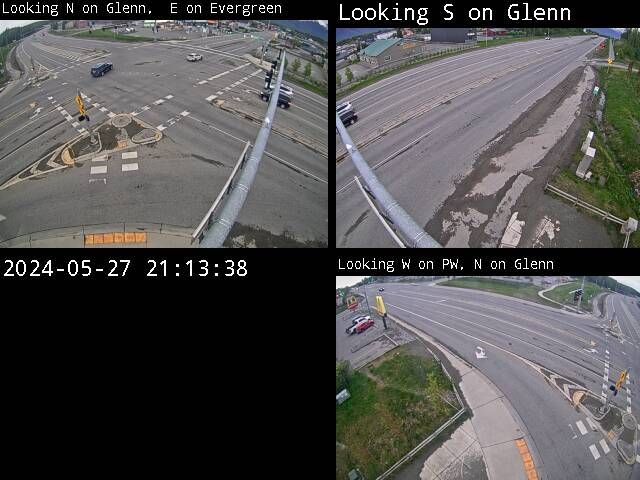 Looking N on Glenn,  E on Evergreen
Looking S on Glenn
2024-05-27 21:13:38
Looking W on PW, N on Glenn